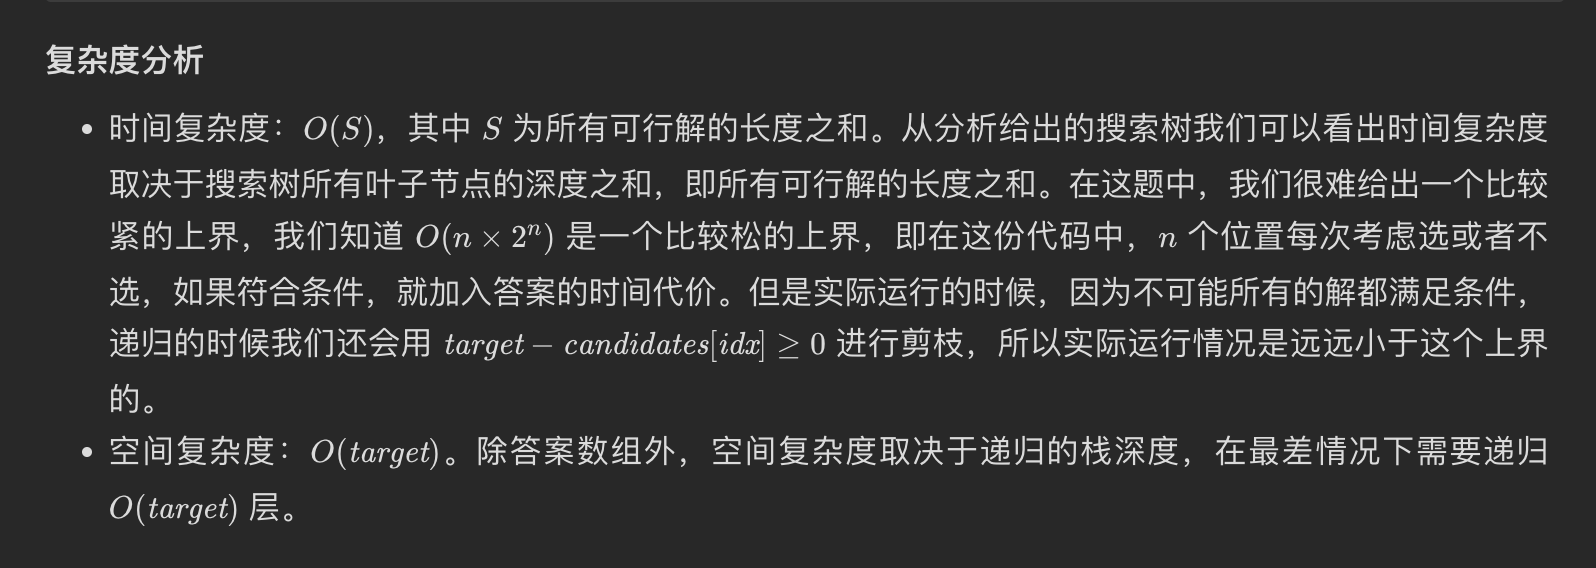 复杂度分析
• 时间复杂度：O(S)，其中 S 为所有可行解的长度之和。从分析给出的搜索树我们可以看出时间复杂度
取决于搜索树所有叶子节点的深度之和，即所有可行解的长度之和。在这题中，我们很难给出一个比较
紧的上界，我们知道 O(n × 2ⁿ) 是一个比较松的上界，即在这份代码中，n 个位置每次考虑选或者不
选，如果符合条件，就加入答案的时间代价。但是实际运行的时候，因为不可能所有的解都满足条件，
递归的时候我们还会用 target − candidates[idx] ≥ 0 进行剪枝，所以实际运行情况是远远小于这个上界
的。
• 空间复杂度：O(target)。除答案数组外，空间复杂度取决于递归的栈深度，在最差情况下需要递归
O(target) 层。